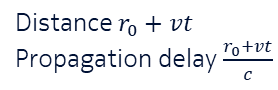 Distance r₀ + vt
Propagation delay (r₀+vt)/c